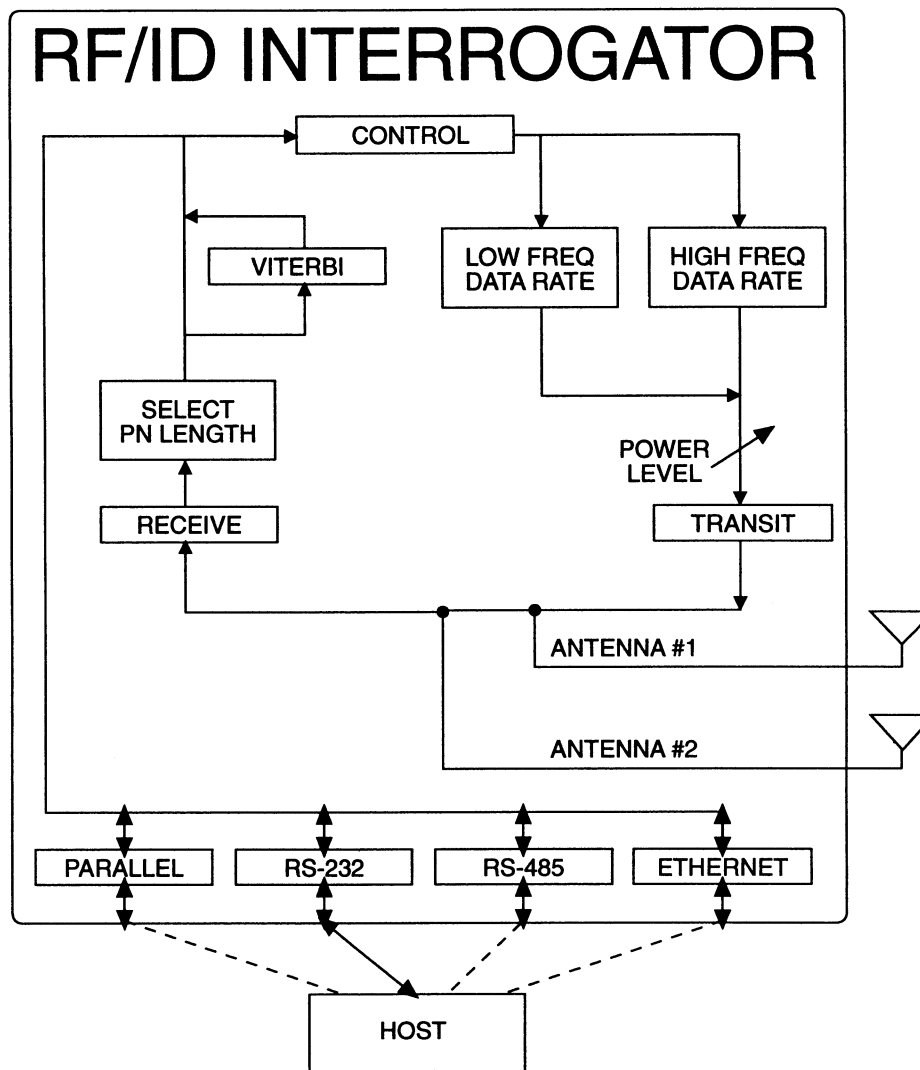 RF/ID INTERROGATOR
CONTROL
VITERBI
LOW FREQ
DATA RATE
HIGH FREQ
DATA RATE
SELECT
PN LENGTH
POWER
LEVEL
RECEIVE
TRANSIT
ANTENNA #1
ANTENNA #2
PARALLEL
RS-232
RS-485
ETHERNET
HOST